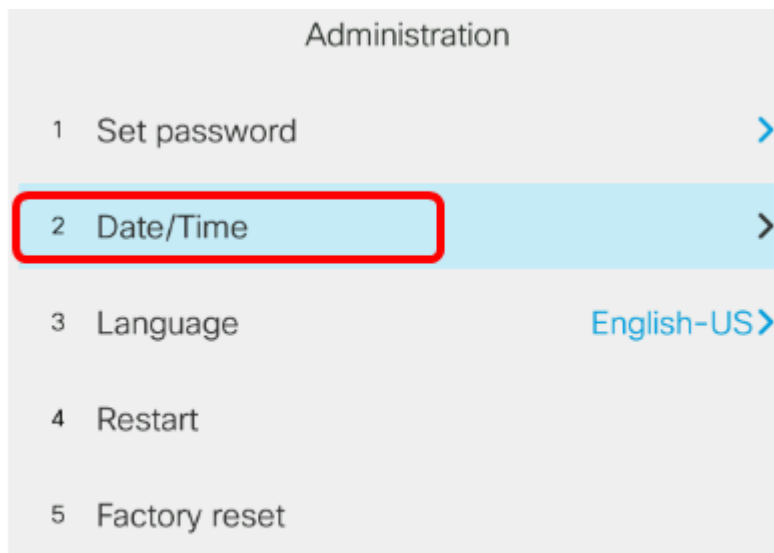 Administration
1 Set password
2 Date/Time
3 Language English-US
4 Restart
5 Factory reset